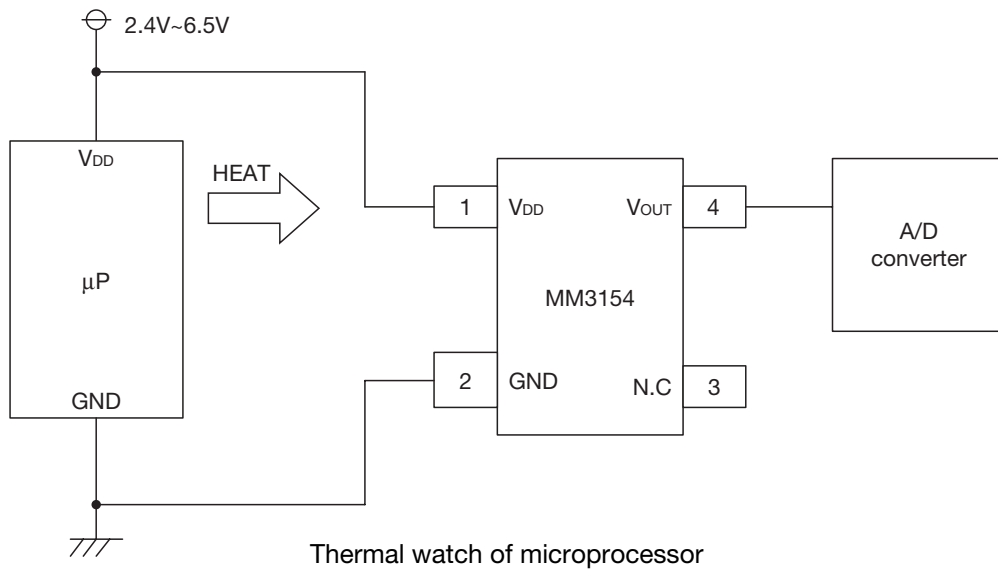 2.4V~6.5V
VDD
HEAT
μP
GND
1
VDD
VOUT
4
MM3154
2
GND
N.C
3
A/D
converter
Thermal watch of microprocessor